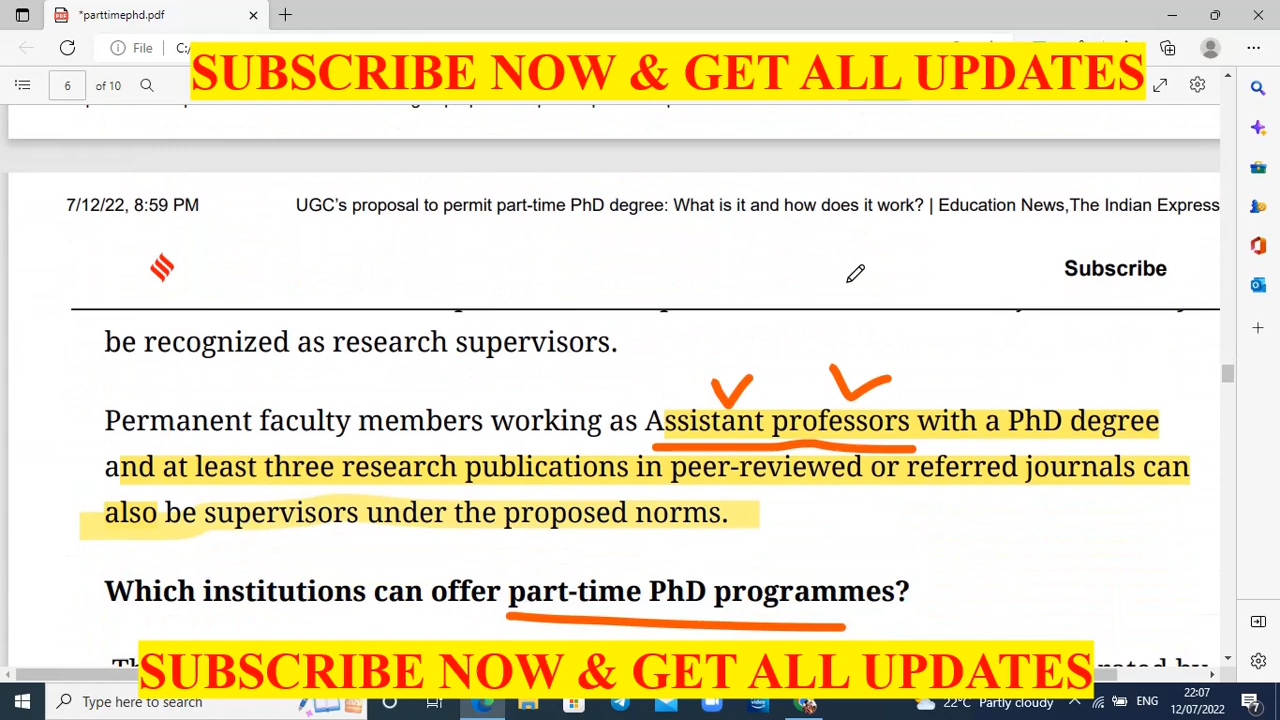 *parttimephd.pdf
File
C:/
SUBSCRIBE NOW & GET ALL UPDATES
6 of 10
7/12/22, 8:59 PM
UGC's proposal to permit part-time PhD degree: What is it and how does it work? | Education News,The Indian Express
Subscribe
be recognized as research supervisors.
Permanent faculty members working as Assistant professors with a PhD degree
and at least three research publications in peer-reviewed or referred journals can
also be supervisors under the proposed norms.
Which institutions can offer part-time PhD programmes?
SUBSCRIBE NOW & GET ALL UPDATES
Type here to search
22°C Partly cloudy
ENG
22:07
12/07/2022
7